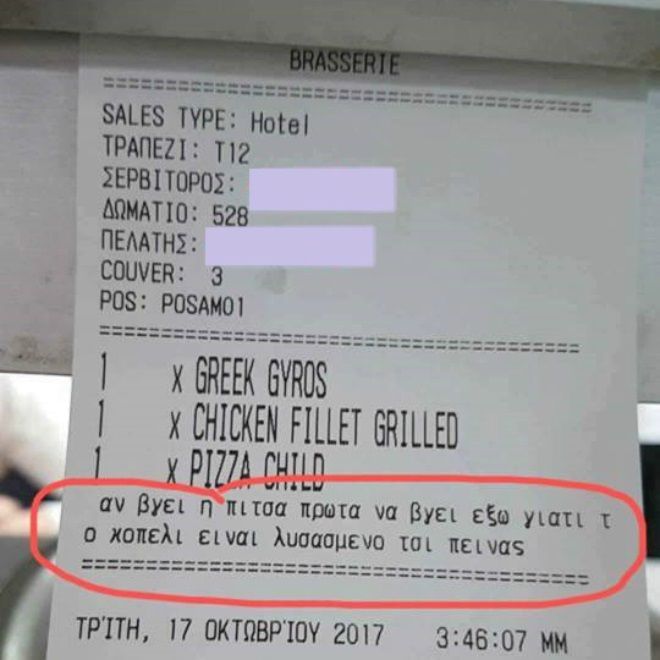 BRASSERIE
SALES TYPE: Hotel
ΤΡΑΠΕΖΙ: T12
ΣΕΡΒΙΤΟΡΟΣ:
ΔΩΜΑΤΙΟ: 528
ΠΕΛΑΤΗΣ:
COUVER: 3
POS: POSAM01
1 x GREEK GYROS
1 x CHICKEN FILLET GRILLED
1 x PIZZA CHILD
αν βγει η πιτσα πρωτα να βγει εξω γιατι τ
ο κοπελι ειναι λυσασμενο τσι πεινας
ΤΡΊΤΗ, 17 ΟΚΤΩΒΡΊΟΥ 2017 3:46:07 ΜΜ